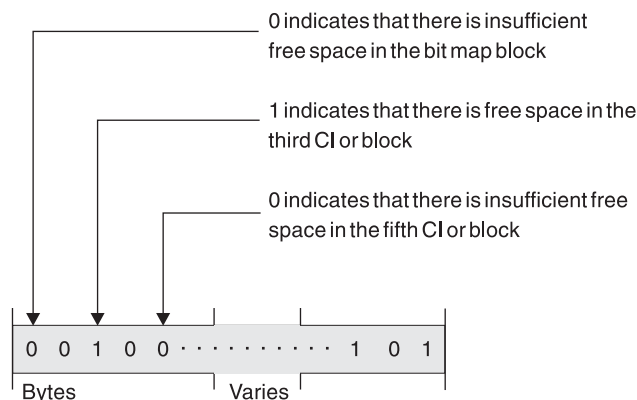 0 indicates that there is insufficient
free space in the bit map block
1 indicates that there is free space in the
third CI or block
0 indicates that there is insufficient free
space in the fifth CI or block
0 0 1 0 0 · · · · · · · · · · 1 0 1
Bytes Varies